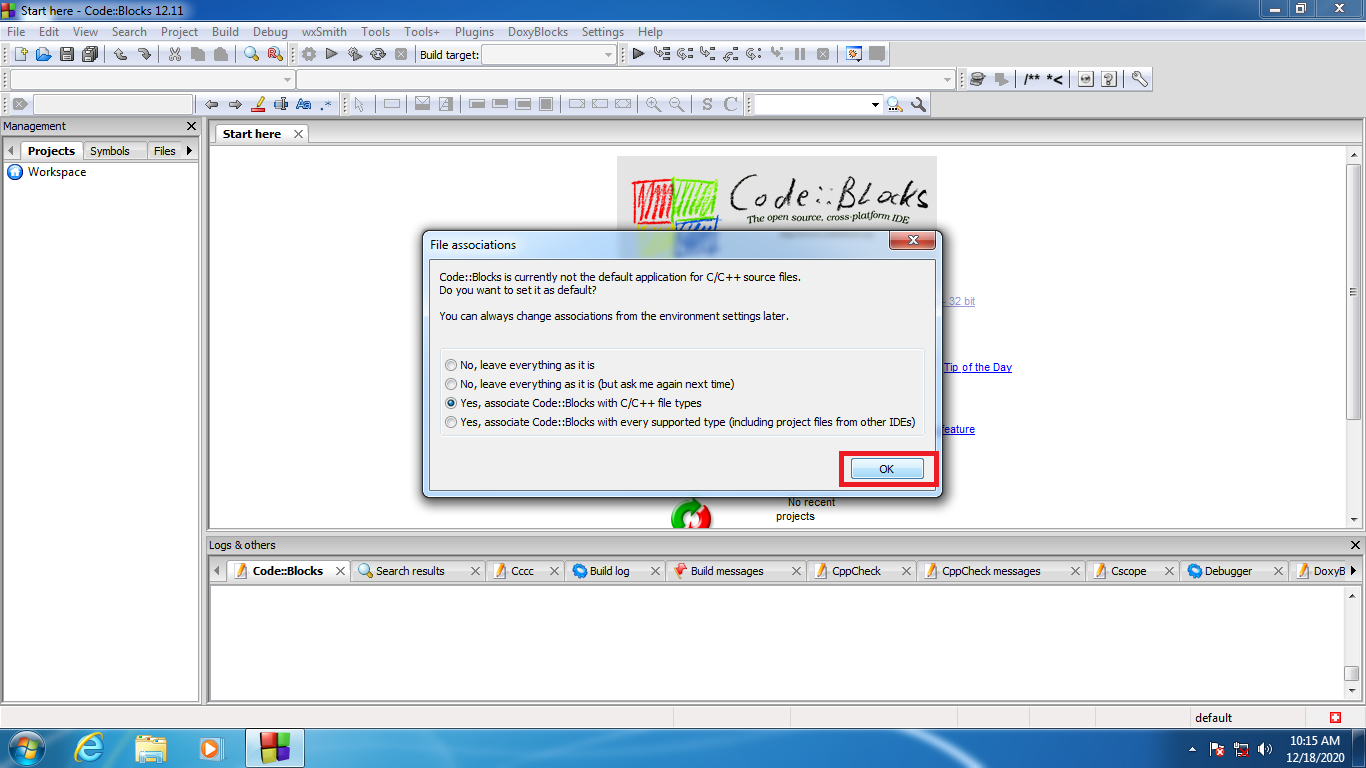 Start here - Code::Blocks 12.11
File Edit View Search Project Build Debug wxSmith Tools Tools+ Plugins DoxyBlocks Settings Help
Build target:
/** *<
Aa .*
S C
Management
Projects Symbols Files
Workspace
Start here
Code::Blocks
The open source, cross-platform IDE
File associations
Code::Blocks is currently not the default application for C/C++ source files.
Do you want to set it as default?
You can always change associations from the environment settings later.
No, leave everything as it is
No, leave everything as it is (but ask me again next time)
Yes, associate Code::Blocks with C/C++ file types
Yes, associate Code::Blocks with every supported type (including project files from other IDEs)
OK
- 32 bit
Tip of the Day
feature
No recent
projects
Logs & others
Code::Blocks Search results Cccc Build log Build messages CppCheck CppCheck messages Cscope Debugger DoxyB
default
10:15 AM
12/18/2020